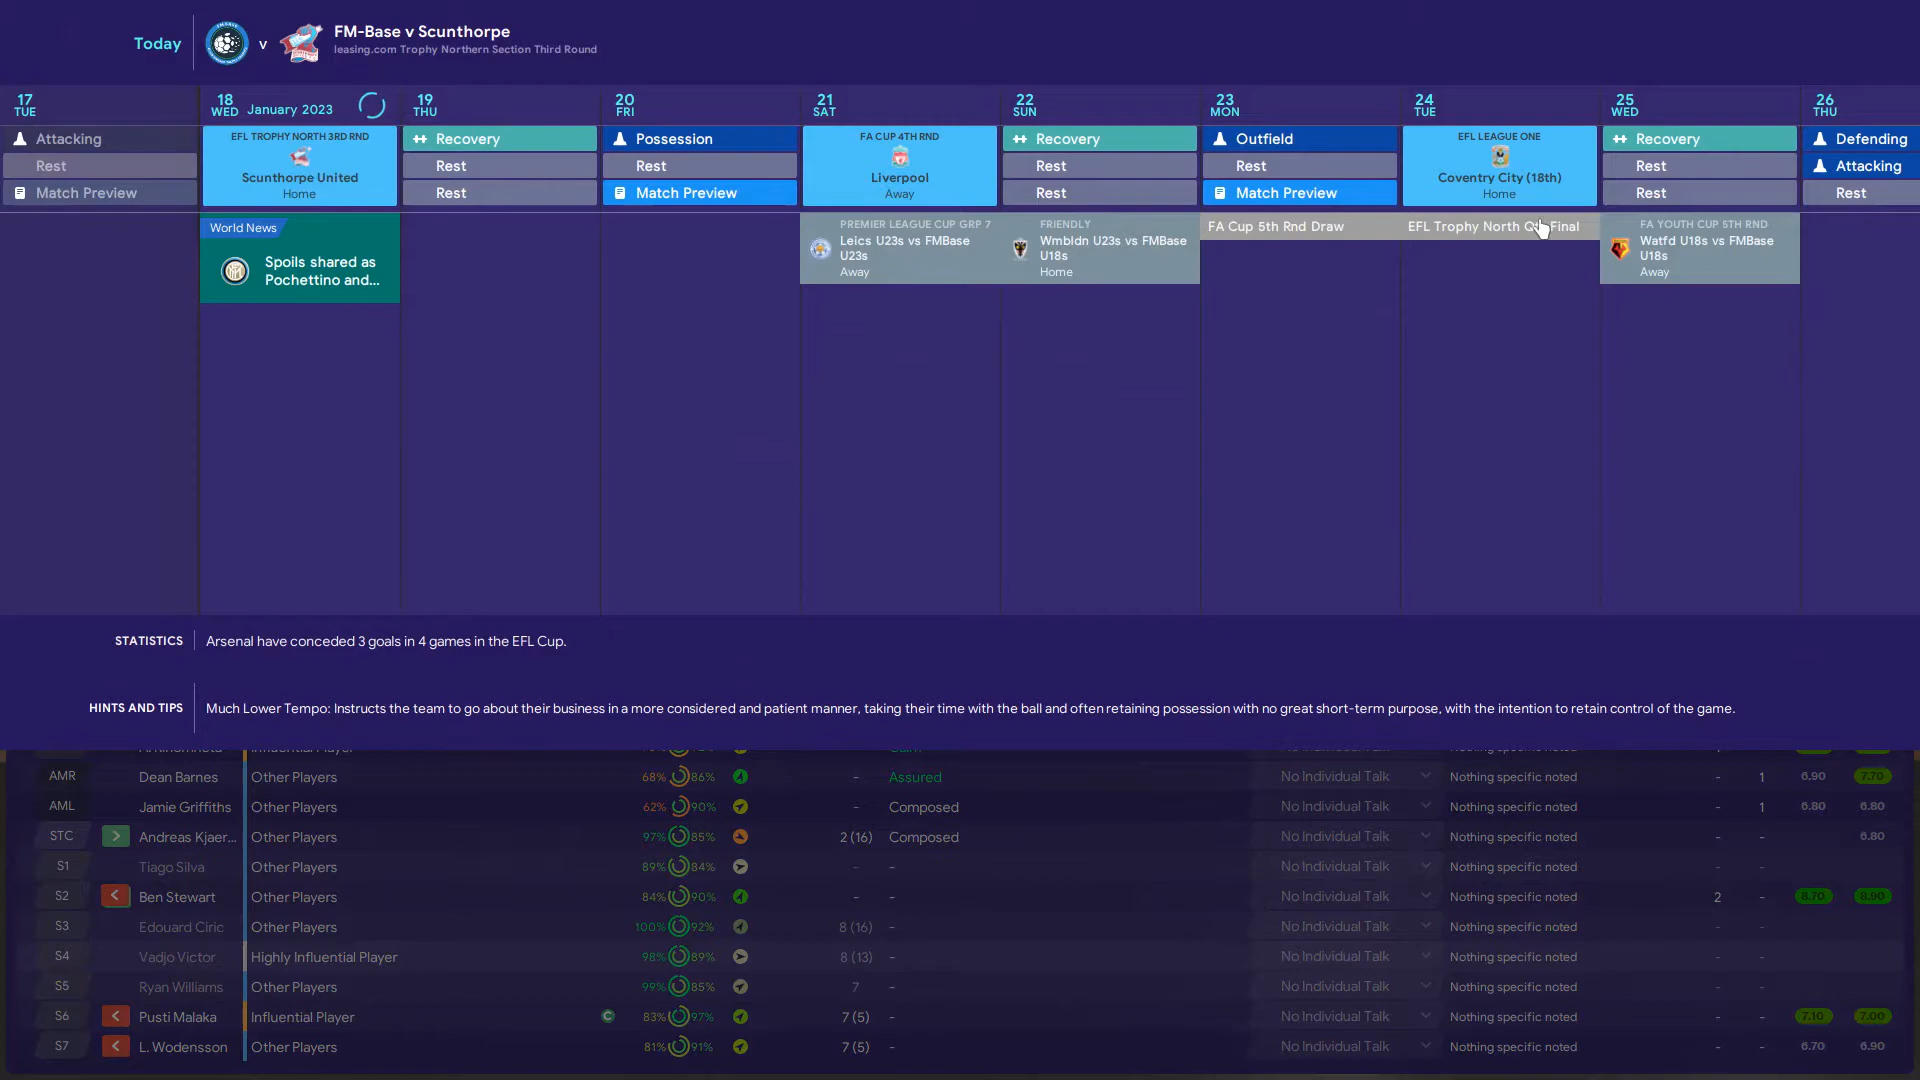 Today
v
FM-Base v Scunthorpe
leasing.com Trophy Northern Section Third Round
17
TUE
18
WED January 2023
19
THU
20
FRI
21
SAT
22
SUN
23
MON
24
TUE
25
WED
26
THU
Attacking
Rest
Match Preview
EFL TROPHY NORTH 3RD RND
Scunthorpe United
Home
Recovery
Rest
Rest
Possession
Rest
Match Preview
FA CUP 4TH RND
Liverpool
Away
Recovery
Rest
Rest
Outfield
Rest
Match Preview
EFL LEAGUE ONE
Coventry City (18th)
Home
Recovery
Rest
Rest
Defending
Attacking
Rest
World News
Spoils shared as
Pochettino and...
PREMIER LEAGUE CUP GRP 7
Leics U23s vs FMBase
U23s
Away
FRIENDLY
Wmbldn U23s vs FMBase
U18s
Home
FA Cup 5th Rnd Draw
EFL Trophy North Final
FA YOUTH CUP 5TH RND
Watfd U18s vs FMBase
U18s
Away
STATISTICS Arsenal have conceded 3 goals in 4 games in the EFL Cup.
HINTS AND TIPS Much Lower Tempo: Instructs the team to go about their business in a more considered and patient manner, taking their time with the ball and often retaining possession with no great short-term purpose, with the intention to retain control of the game.
AMR Dean Barnes Other Players 68% 86% - Assured No Individual Talk Nothing specific noted - 1 6.90 7.70
AML Jamie Griffiths Other Players 62% 90% - Composed No Individual Talk Nothing specific noted - 1 6.80 6.80
STC Andreas Kjaer... Other Players 97% 85% 2 (16) Composed No Individual Talk Nothing specific noted - - 6.80
S1 Tiago Silva Other Players 89% 84% - - No Individual Talk Nothing specific noted - -
S2 Ben Stewart Other Players 84% 90% - - No Individual Talk Nothing specific noted 2 - 8.70 8.90
S3 Edouard Ciric Other Players 100% 92% 8 (16) - No Individual Talk Nothing specific noted - -
S4 Vadjo Victor Highly Influential Player 98% 89% 8 (13) - No Individual Talk Nothing specific noted - -
S5 Ryan Williams Other Players 99% 85% 7 - No Individual Talk Nothing specific noted - -
S6 Pusti Malaka Influential Player C 83% 97% 7 (5) - No Individual Talk Nothing specific noted - - 7.10 7.00
S7 L. Wodensson Other Players 81% 91% 7 (5) - No Individual Talk Nothing specific noted - - 6.70 6.90